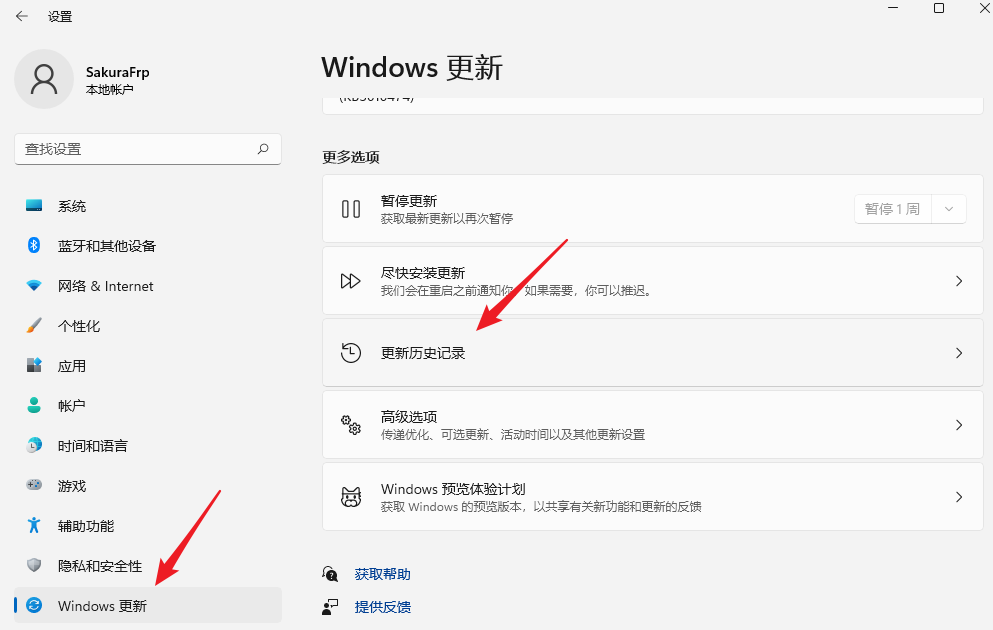 设置
SakuraFrp
本地帐户
查找设置
系统
蓝牙和其他设备
网络 & Internet
个性化
应用
帐户
时间和语言
游戏
辅助功能
隐私和安全性
Windows 更新
Windows 更新
更多选项
暂停更新
获取最新更新以再次暂停
暂停 1 周
尽快安装更新
我们会在重启之前通知你。如果需要，你可以推迟。
更新历史记录
高级选项
传递优化、可选更新、活动时间以及其他更新设置
Windows 预览体验计划
获取 Windows 的预览版本，以共享有关新功能和更新的反馈
获取帮助
提供反馈